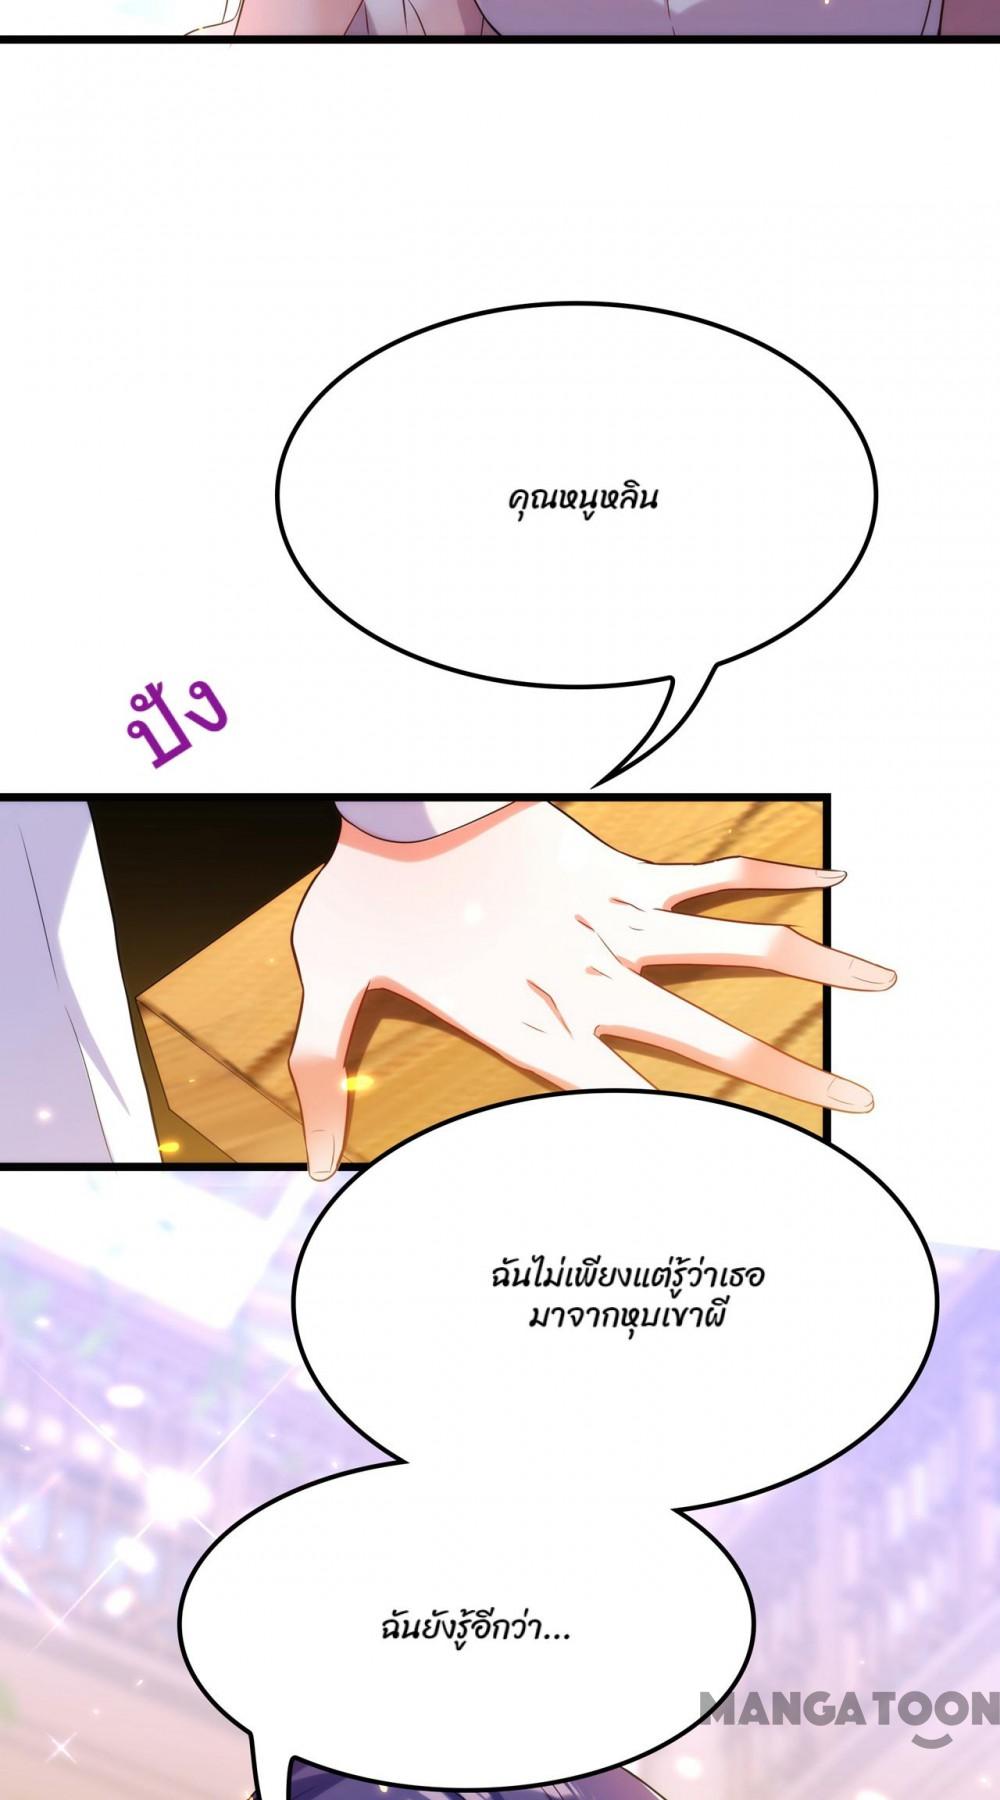 คุณหนูหลิน
ปัง
ฉันไม่เพียงแต่รู้ว่าเธอ
มาจากหุบเขาผี
ฉันยังรู้อีกว่า...
MANGATOON